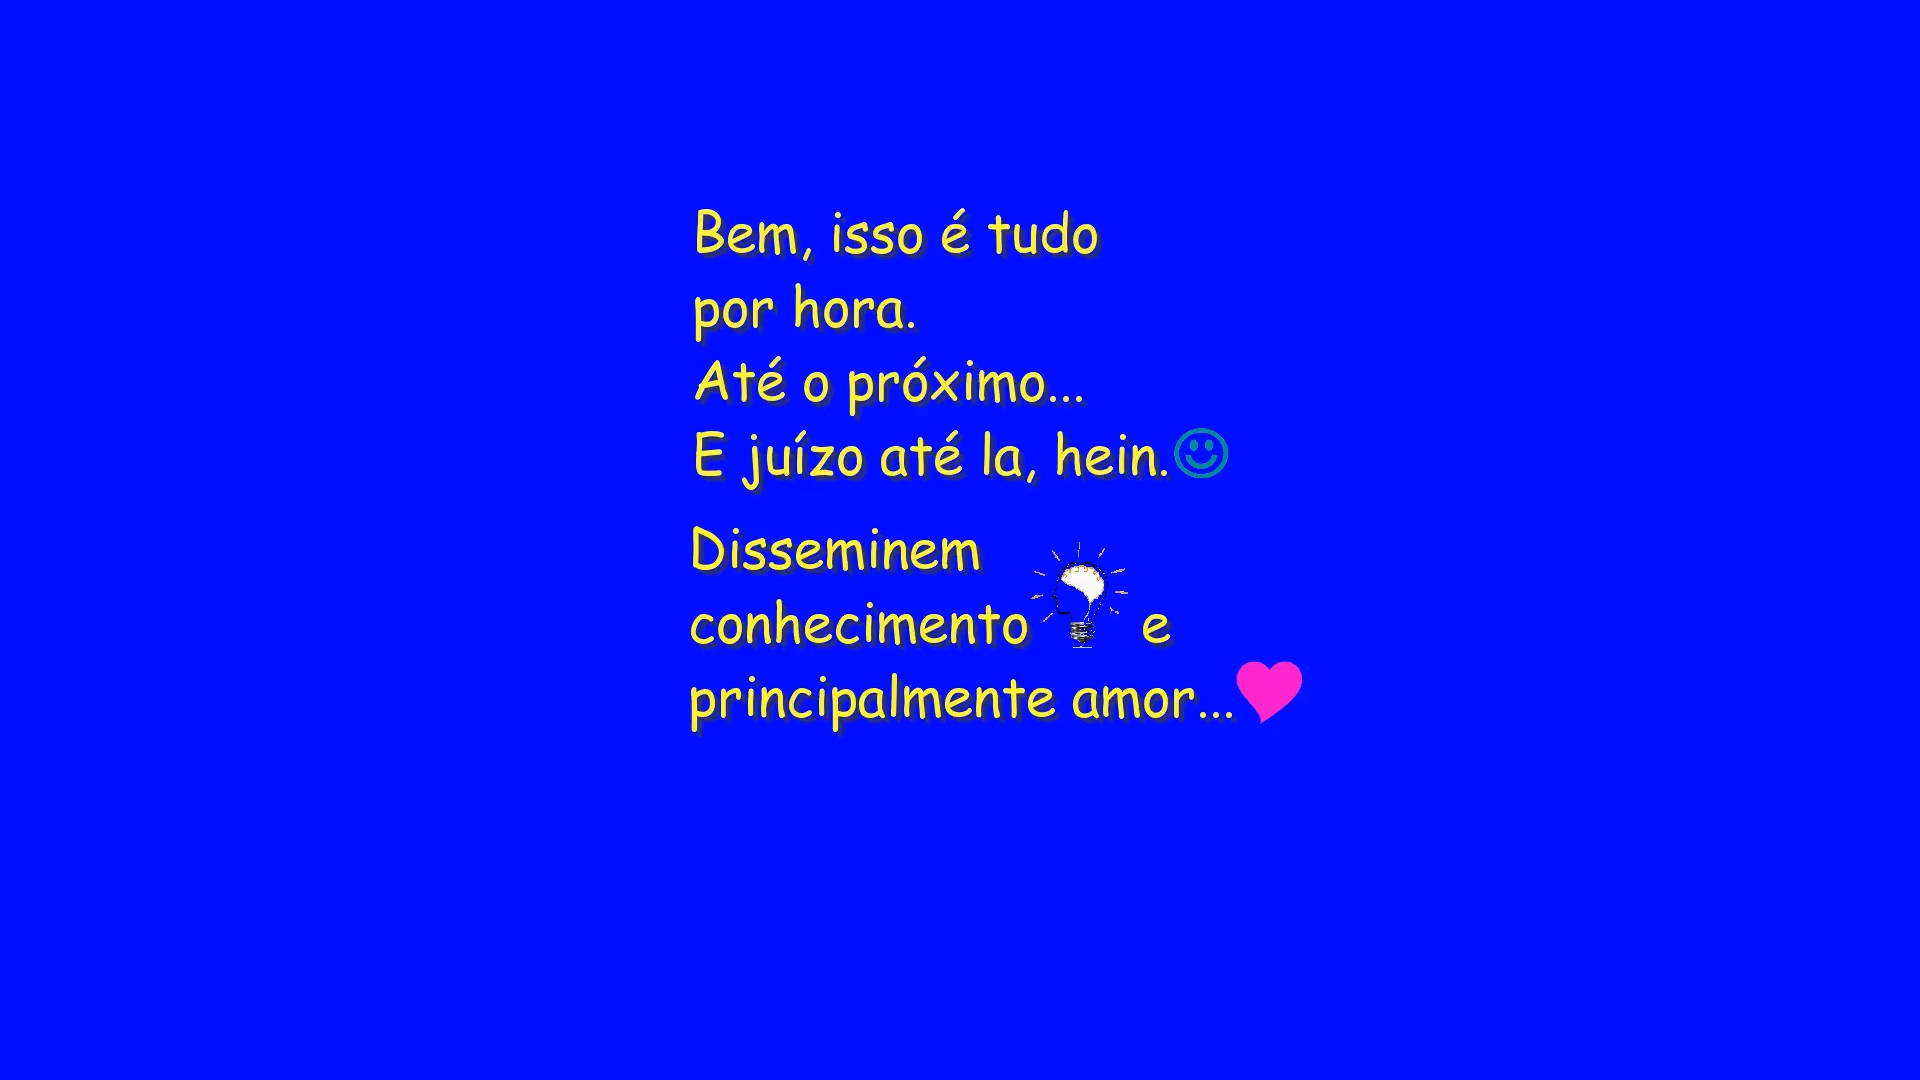 Bem, isso é tudo
por hora.
Até o próximo...
E juízo até la, hein.
Disseminem
conhecimento e
principalmente amor...